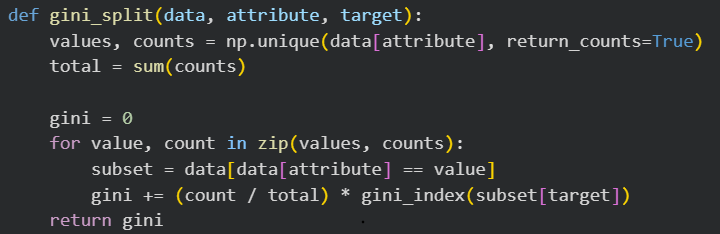 def gini_split(data, attribute, target):
    values, counts = np.unique(data[attribute], return_counts=True)
    total = sum(counts)

    gini = 0
    for value, count in zip(values, counts):
        subset = data[data[attribute] == value]
        gini += (count / total) * gini_index(subset[target])
    return gini